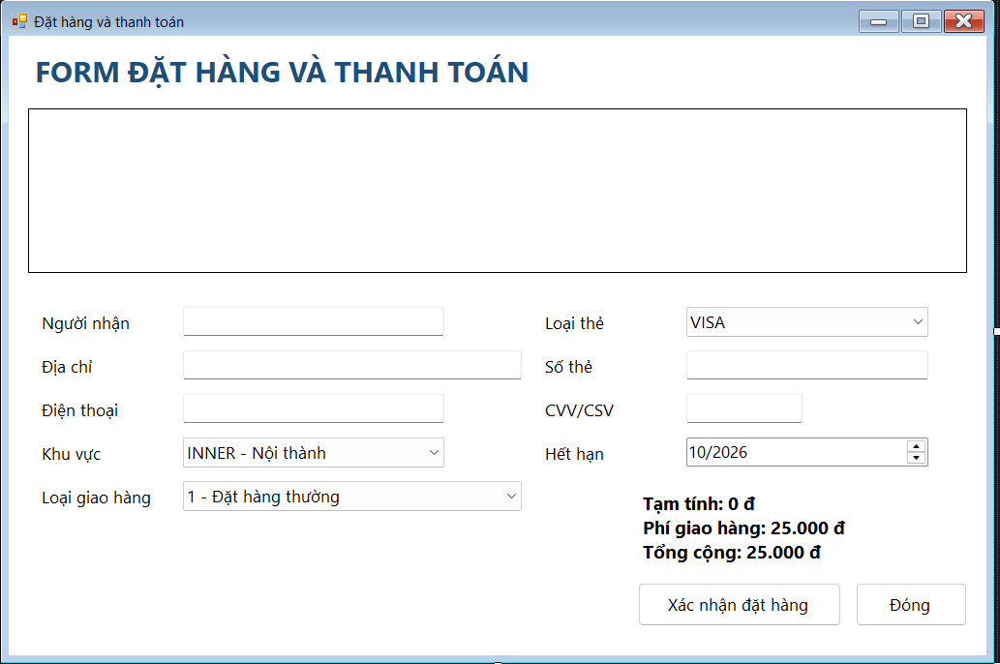 Đặt hàng và thanh toán
FORM ĐẶT HÀNG VÀ THANH TOÁN
Người nhận
Loại thẻ
VISA
Địa chỉ
Số thẻ
Điện thoại
CVV/CSV
Khu vực
INNER - Nội thành
Hết hạn
10/2026
Loại giao hàng
1 - Đặt hàng thường
Tạm tính: 0 đ
Phí giao hàng: 25.000 đ
Tổng cộng: 25.000 đ
Xác nhận đặt hàng
Đóng